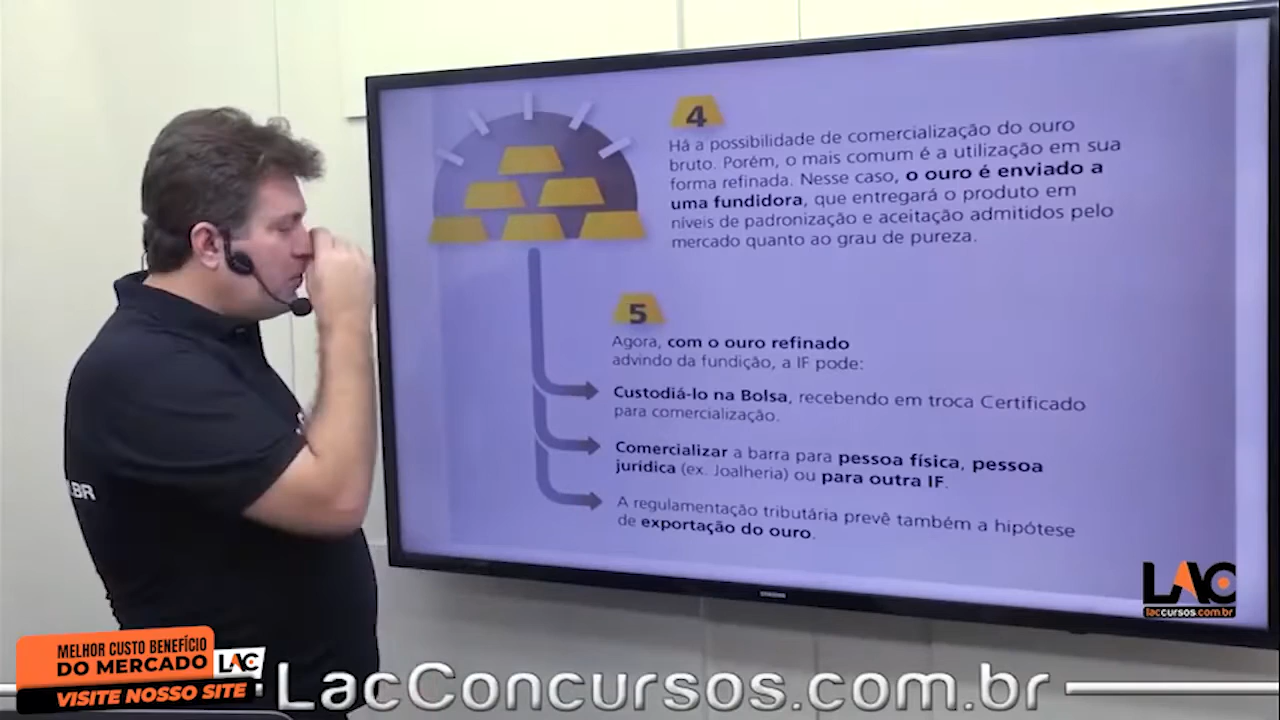 4
Há a possibilidade de comercialização do ouro
bruto. Porém, o mais comum é a utilização em sua
forma refinada. Nesse caso, o ouro é enviado a
uma fundidora, que entregará o produto em
níveis de padronização e aceitação admitidos pelo
mercado quanto ao grau de pureza.
5
Agora, com o ouro refinado
advindo da fundição, a IF pode:
Custodiá-lo na Bolsa, recebendo em troca Certificado
para comercialização.
Comercializar a barra para pessoa física, pessoa
jurídica (ex. Joalheria) ou para outra IF.
A regulamentação tributária prevê também a hipótese
de exportação do ouro.
SAMSUNG
LAC
laccursos.com.br
.BR
MELHOR CUSTO BENEFÍCIO
DO MERCADO
LAC
VISITE NOSSO SITE
LacConcursos.com.br